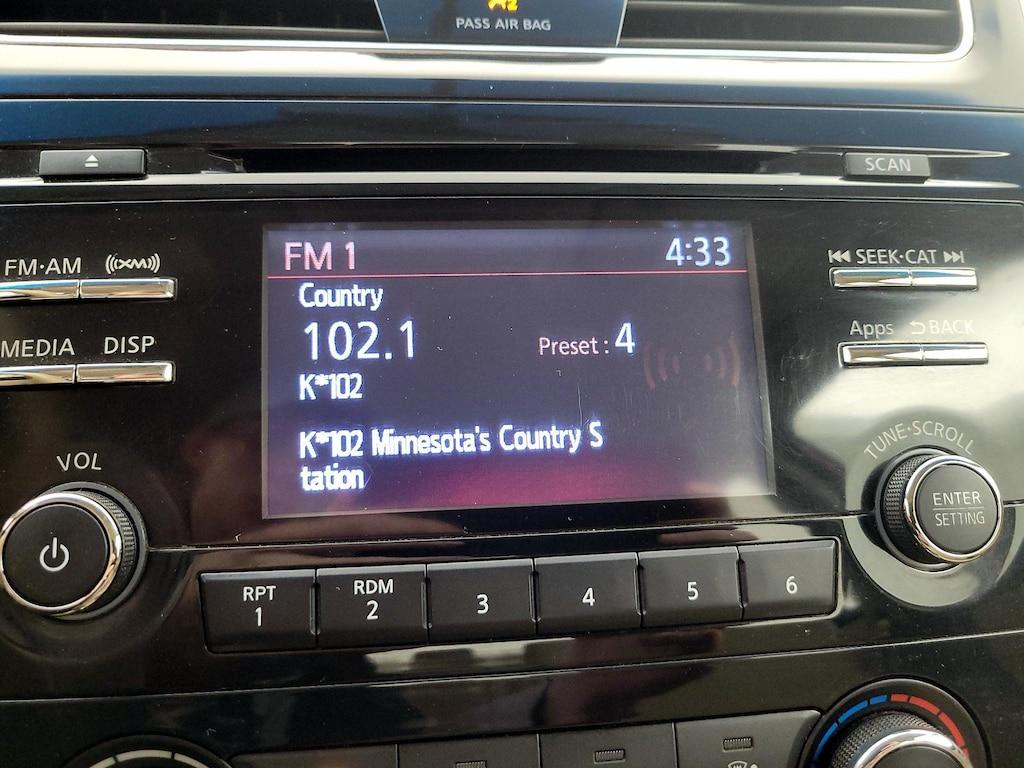 PASS AIR BAG
SCAN
FM·AM
XM
SEEK·CAT
FM 1
4:33
Country
102.1
Preset : 4
K*102
K*102 Minnesota's Country S
tation
MEDIA
DISP
Apps
BACK
VOL
TUNE·SCROLL
ENTER
SETTING
RPT
1
RDM
2
3
4
5
6